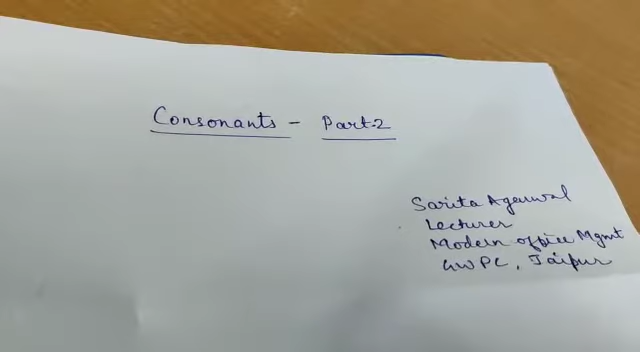 Consonants - Part-2
Sarita Agarwal
Lecturer
Modern office Mgmt
GWPC, Jaipur